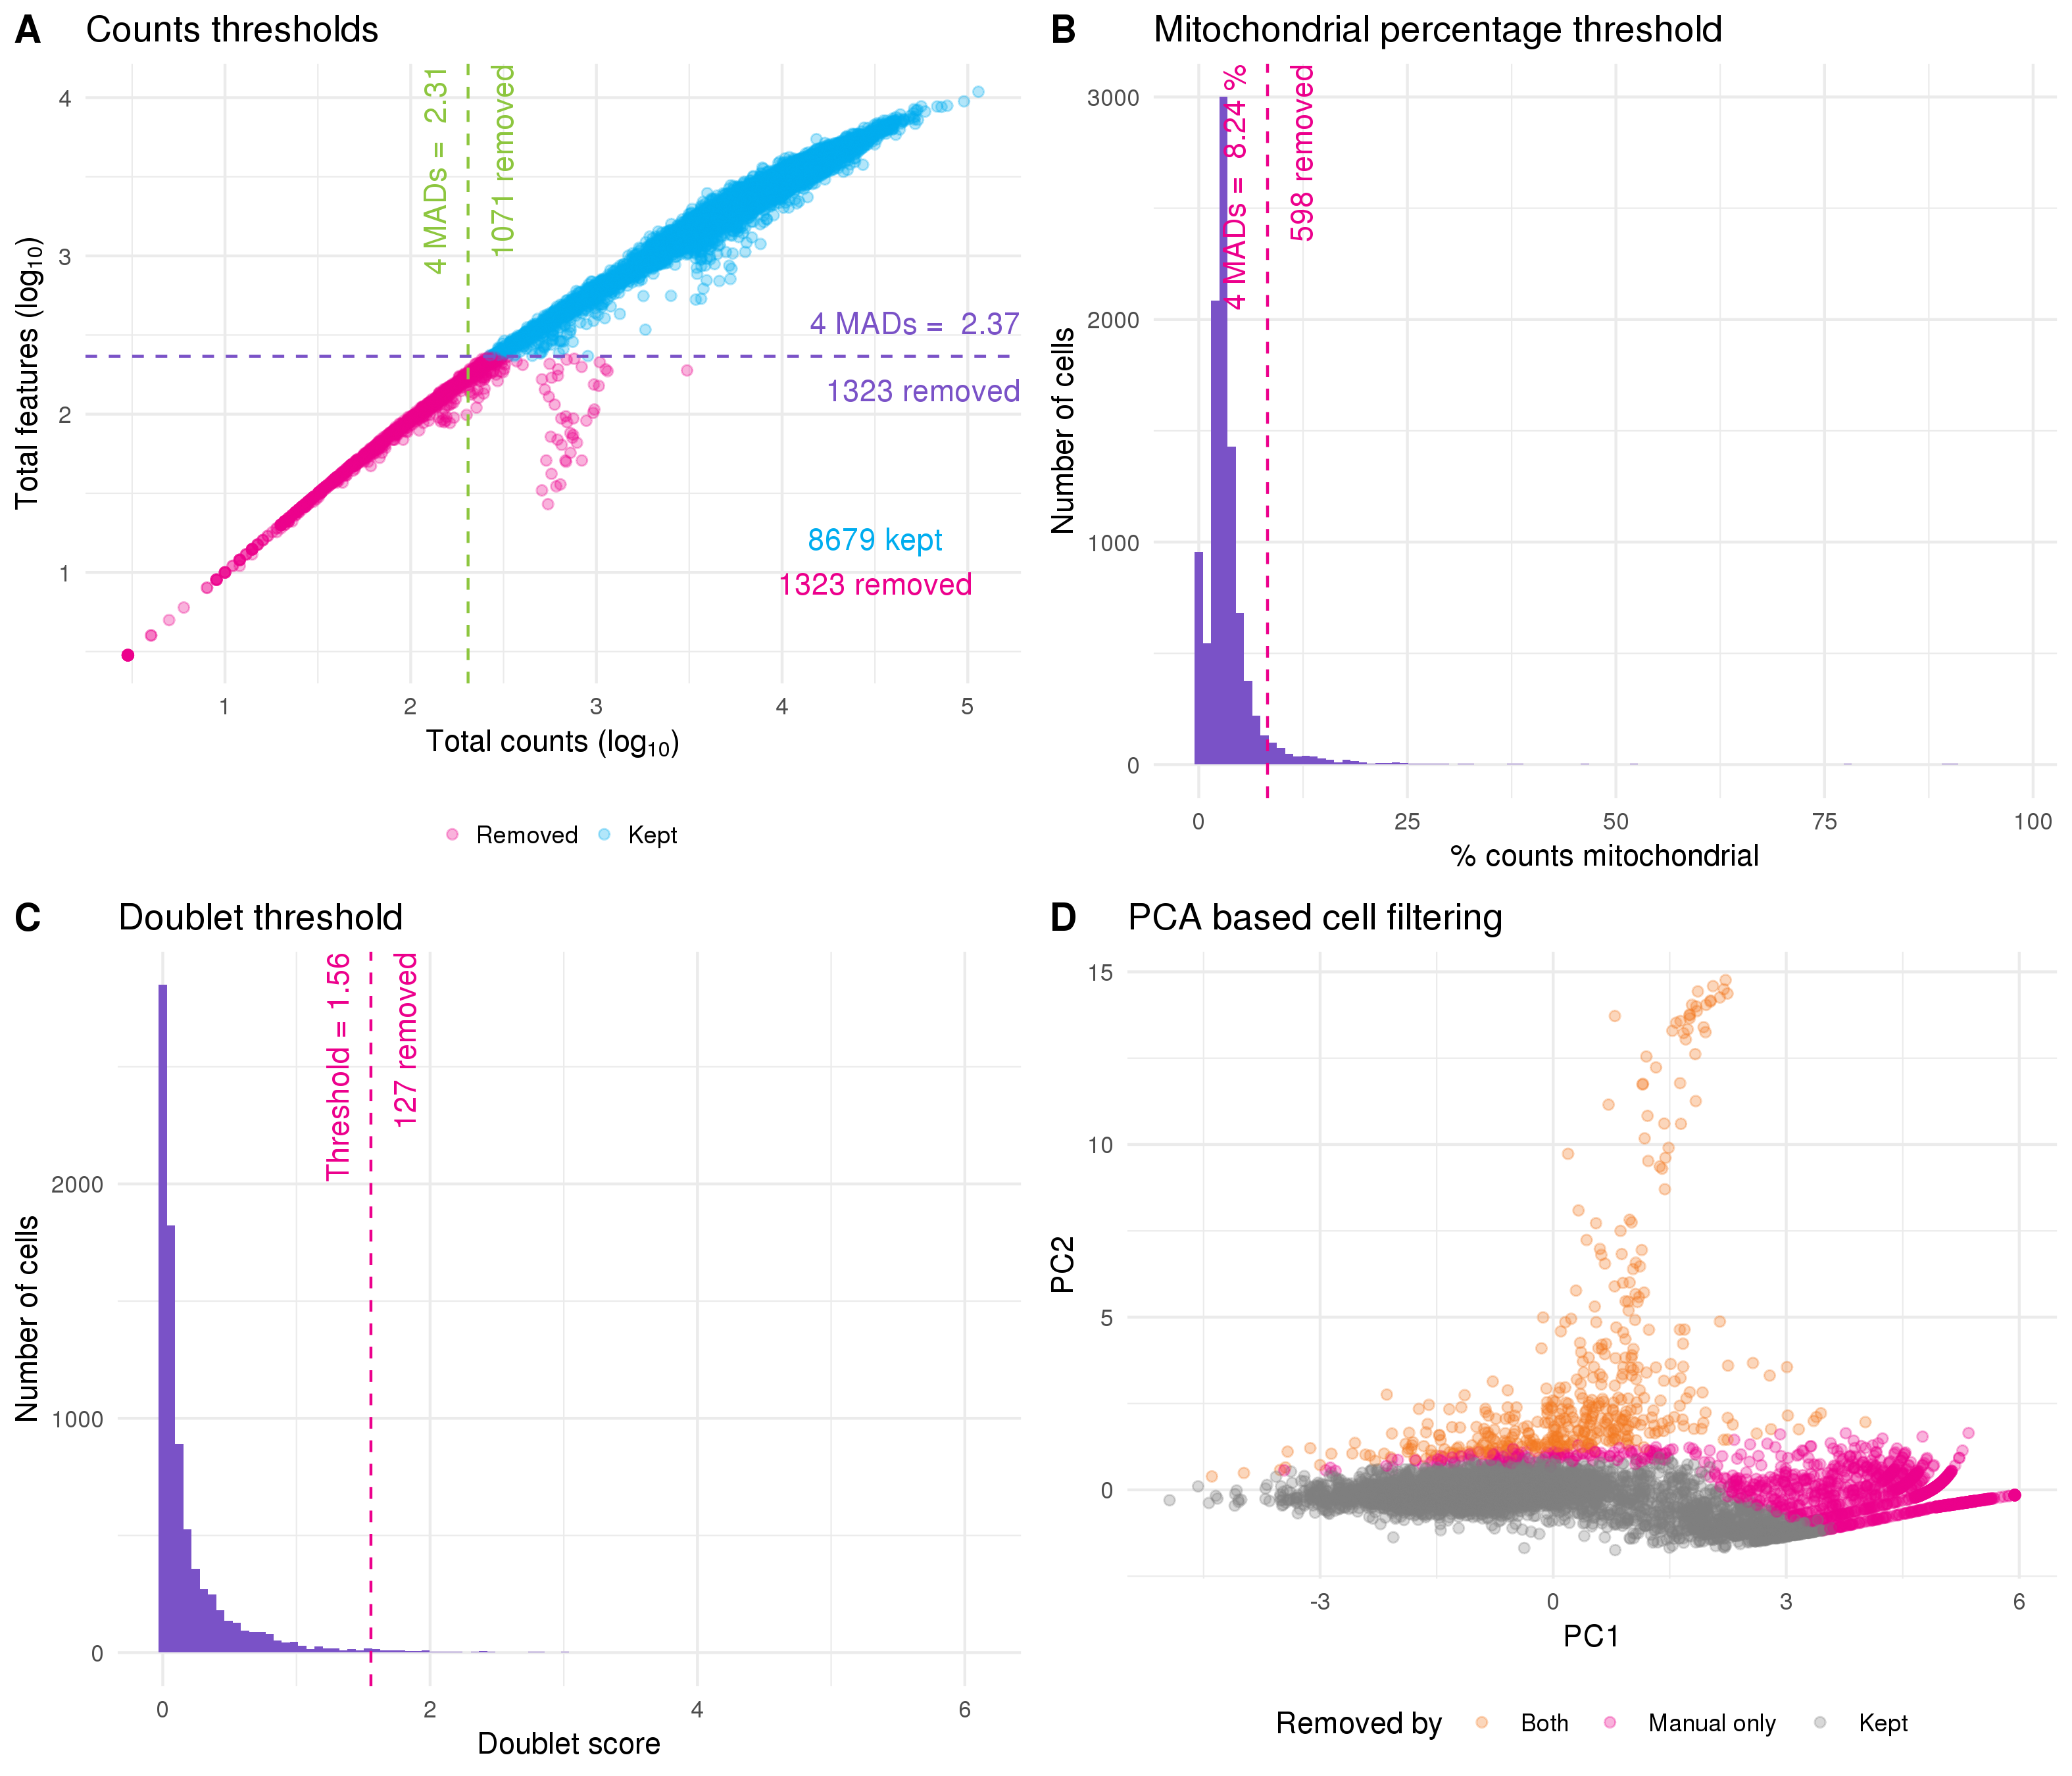 A Counts thresholds
4 MADs = 2.31
1071 removed
4 MADs = 2.37
1323 removed
8679 kept
1323 removed
Total features (log10)
4
3
2
1
1 2 3 4 5
Total counts (log10)
Removed Kept
B Mitochondrial percentage threshold
4 MADs = 8.24 %
598 removed
Number of cells
3000
2000
1000
0
0 25 50 75 100
% counts mitochondrial
C Doublet threshold
Threshold = 1.56
127 removed
Number of cells
2000
1000
0
0 2 4 6
Doublet score
D PCA based cell filtering
PC2
15
10
5
0
-3 0 3 6
PC1
Removed by Both Manual only Kept